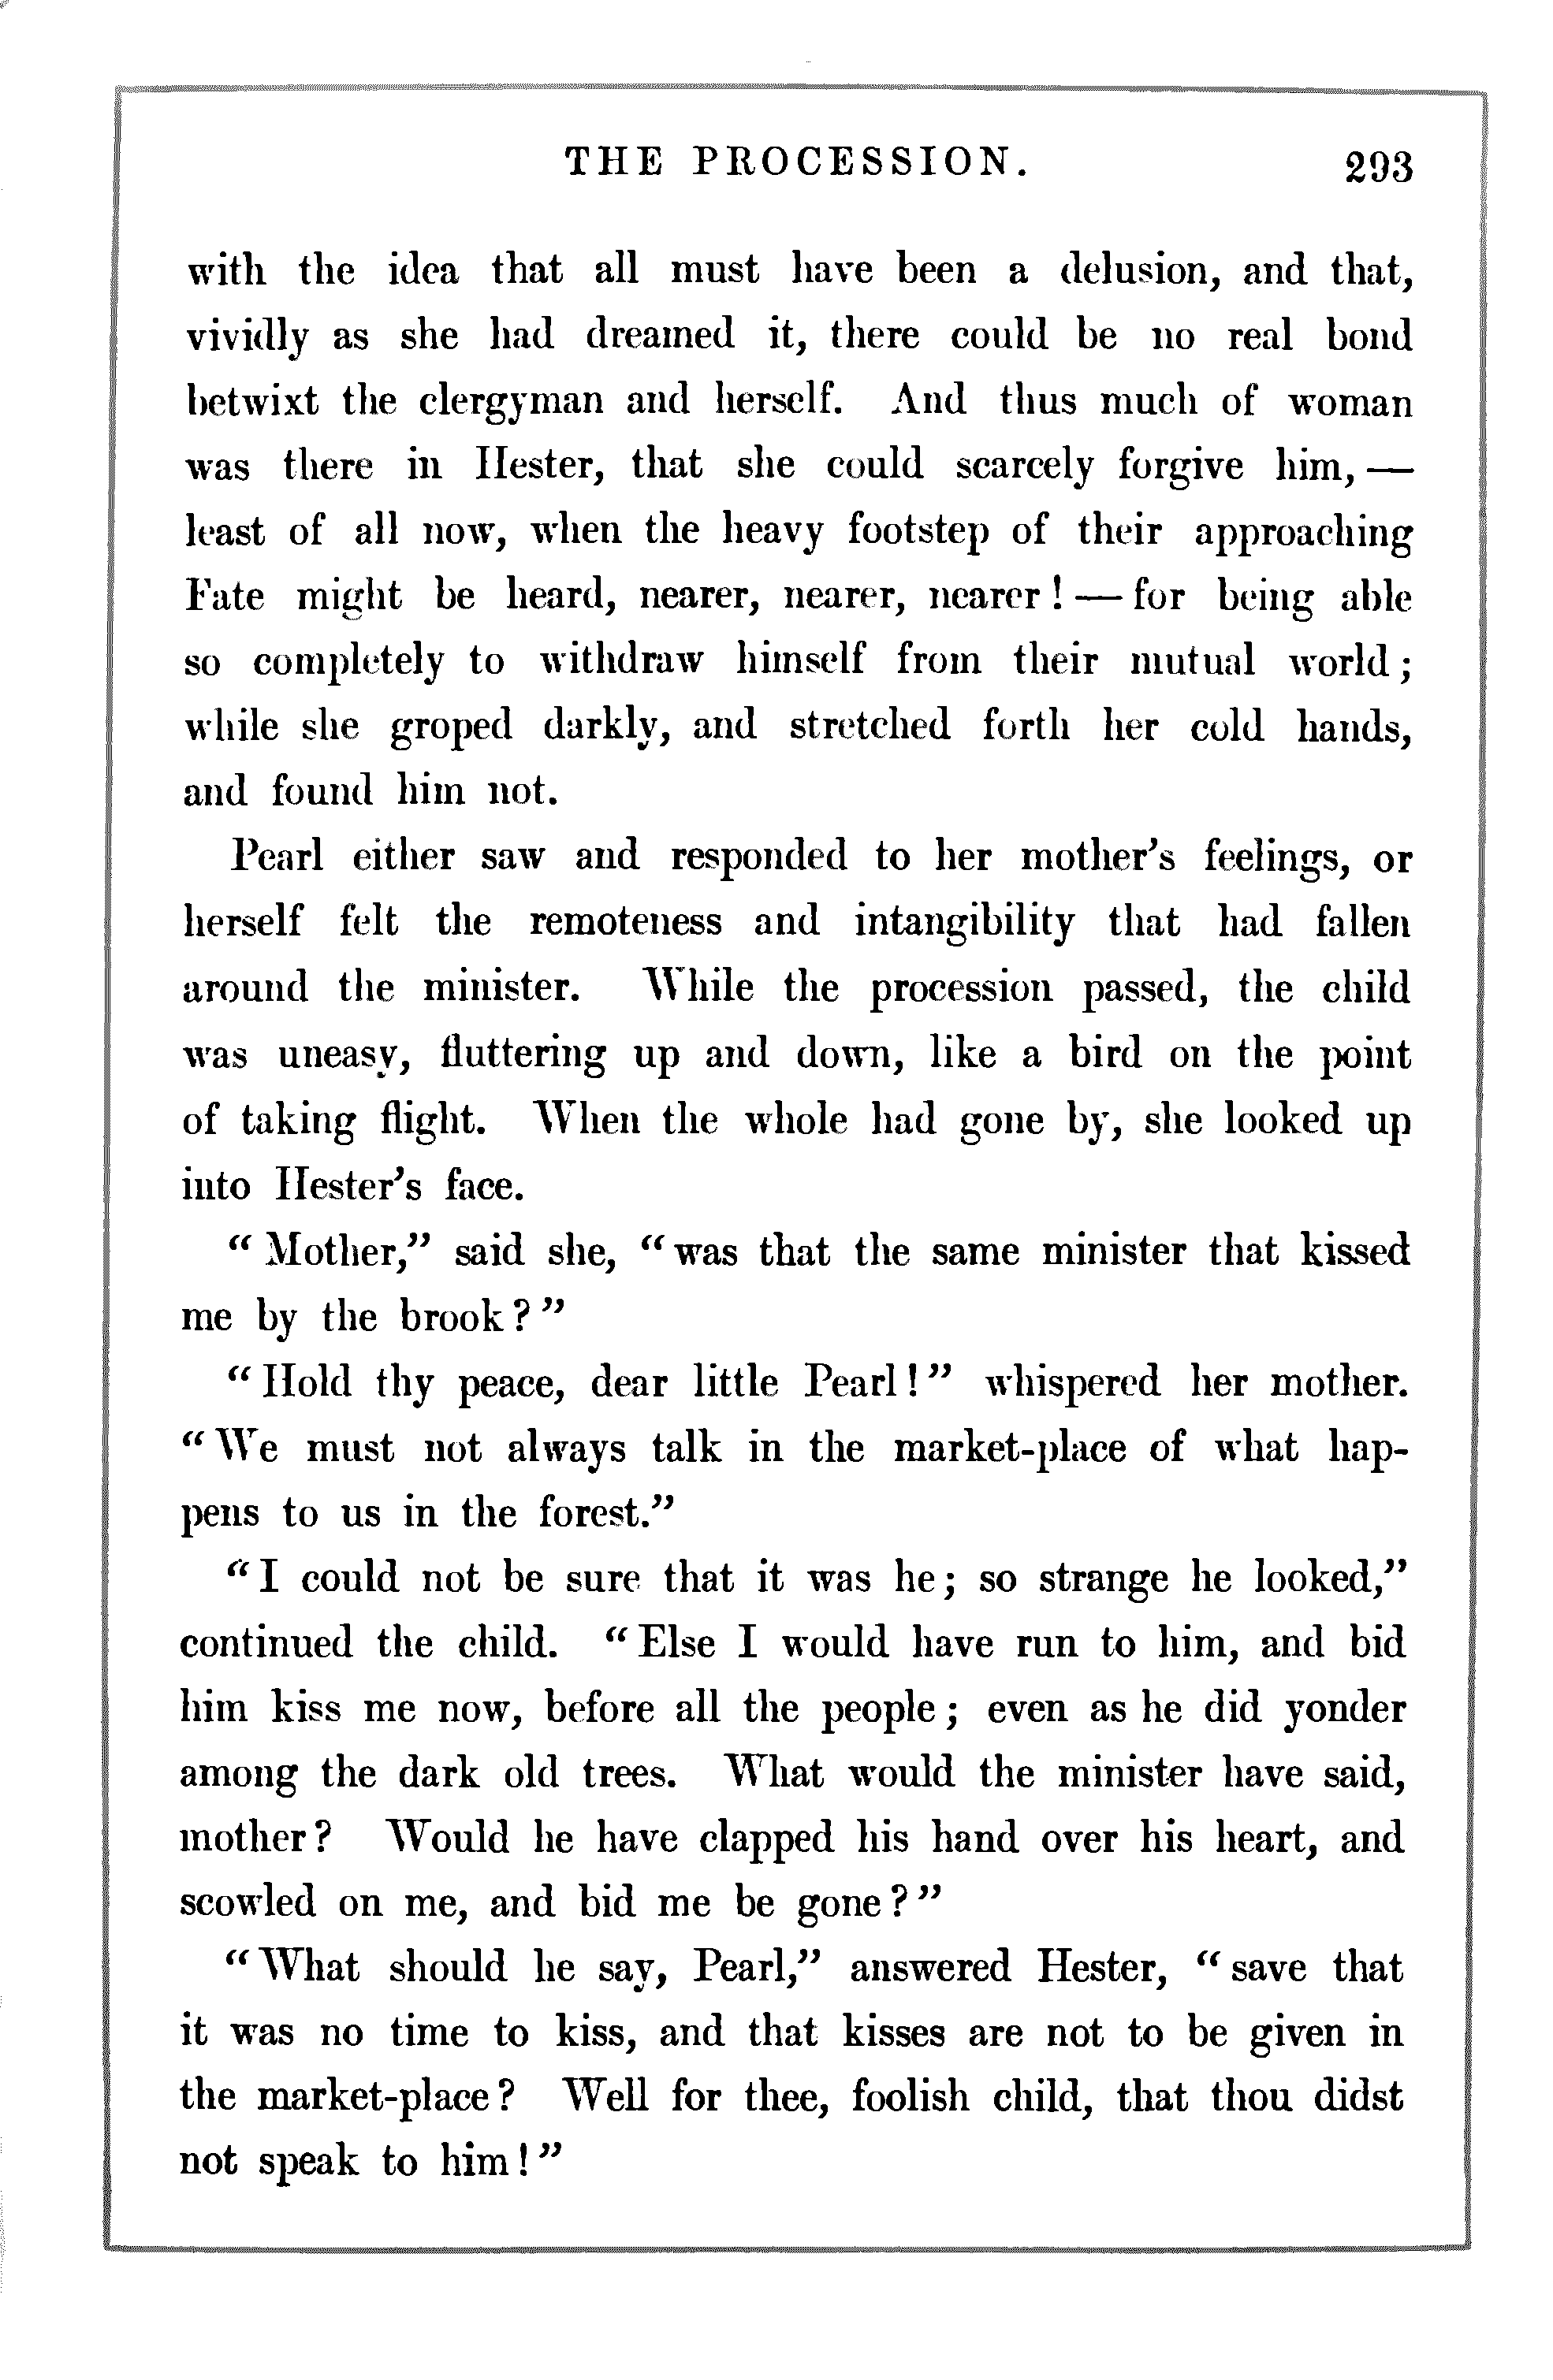 THE PROCESSION. 293
with the idea that all must have been a delusion, and that,
vividly as she had dreamed it, there could be no real bond
betwixt the clergyman and herself. And thus much of woman
was there in Hester, that she could scarcely forgive him, —
least of all now, when the heavy footstep of their approaching
Fate might be heard, nearer, nearer, nearer! — for being able
so completely to withdraw himself from their mutual world;
while she groped darkly, and stretched forth her cold hands,
and found him not.
Pearl either saw and responded to her mother's feelings, or
herself felt the remoteness and intangibility that had fallen
around the minister. While the procession passed, the child
was uneasy, fluttering up and down, like a bird on the point
of taking flight. When the whole had gone by, she looked up
into Hester's face.
“Mother,” said she, “was that the same minister that kissed
me by the brook?”
“Hold thy peace, dear little Pearl!” whispered her mother.
“We must not always talk in the market-place of what hap-
pens to us in the forest.”
“I could not be sure that it was he; so strange he looked,”
continued the child. “Else I would have run to him, and bid
him kiss me now, before all the people; even as he did yonder
among the dark old trees. What would the minister have said,
mother? Would he have clapped his hand over his heart, and
scowled on me, and bid me be gone?”
“What should he say, Pearl,” answered Hester, “save that
it was no time to kiss, and that kisses are not to be given in
the market-place? Well for thee, foolish child, that thou didst
not speak to him!”